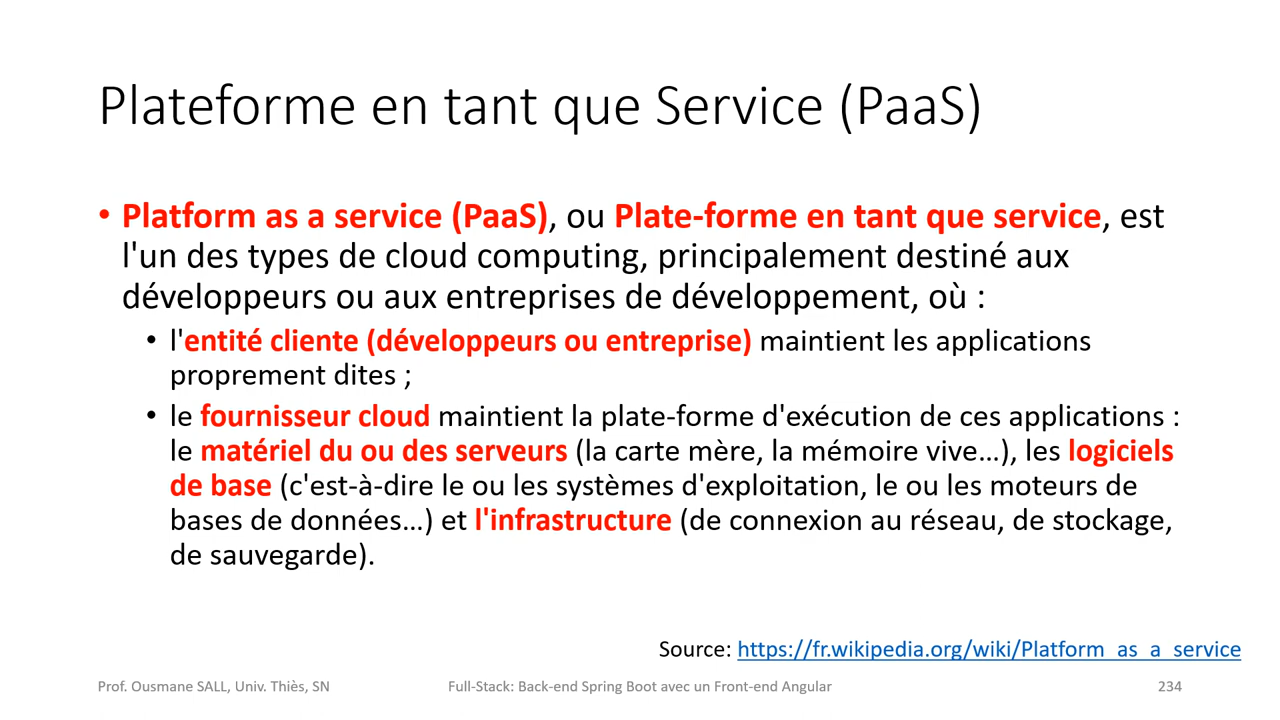 Plateforme en tant que Service (PaaS)
• Platform as a service (PaaS), ou Plate-forme en tant que service, est
l'un des types de cloud computing, principalement destiné aux
développeurs ou aux entreprises de développement, où :
• l'entité cliente (développeurs ou entreprise) maintient les applications
proprement dites ;
• le fournisseur cloud maintient la plate-forme d'exécution de ces applications :
le matériel du ou des serveurs (la carte mère, la mémoire vive…), les logiciels
de base (c'est-à-dire le ou les systèmes d'exploitation, le ou les moteurs de
bases de données…) et l'infrastructure (de connexion au réseau, de stockage,
de sauvegarde).
Source: https://fr.wikipedia.org/wiki/Platform_as_a_service
Prof. Ousmane SALL, Univ. Thiès, SN
Full-Stack: Back-end Spring Boot avec un Front-end Angular
234